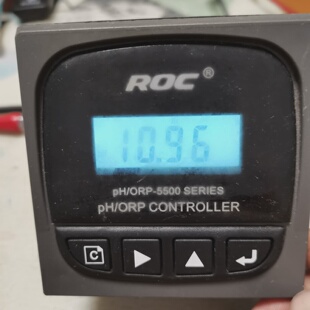 ROC®
10.96
pH/ORP-5500 SERIES
pH/ORP CONTROLLER
C